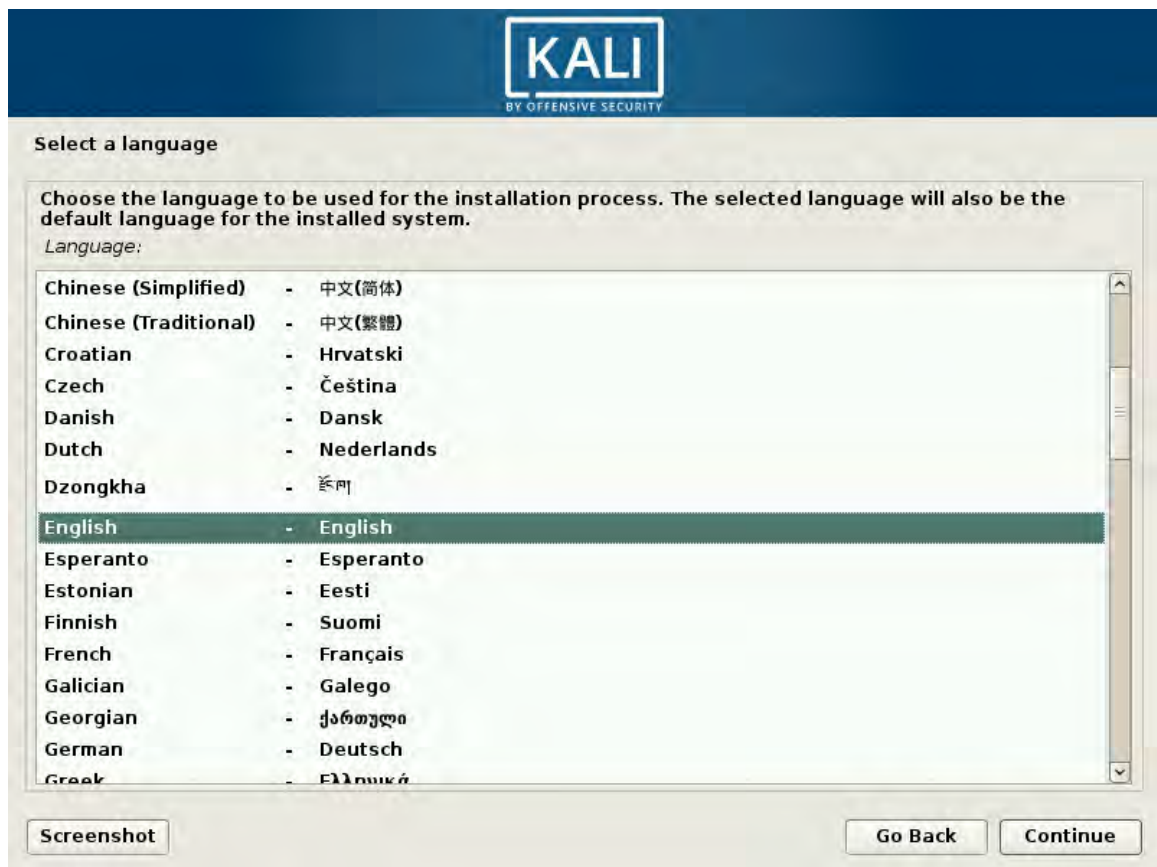 KALI
BY OFFENSIVE SECURITY
Select a language
Choose the language to be used for the installation process. The selected language will also be the
default language for the installed system.
Language:
Chinese (Simplified) - 中文(简体)
Chinese (Traditional) - 中文(繁體)
Croatian - Hrvatski
Czech - Čeština
Danish - Dansk
Dutch - Nederlands
Dzongkha - རྫོང་ཁ།
English - English
Esperanto - Esperanto
Estonian - Eesti
Finnish - Suomi
French - Français
Galician - Galego
Georgian - ქართული
German - Deutsch
Greek - Ελληνικά
Screenshot Go Back Continue